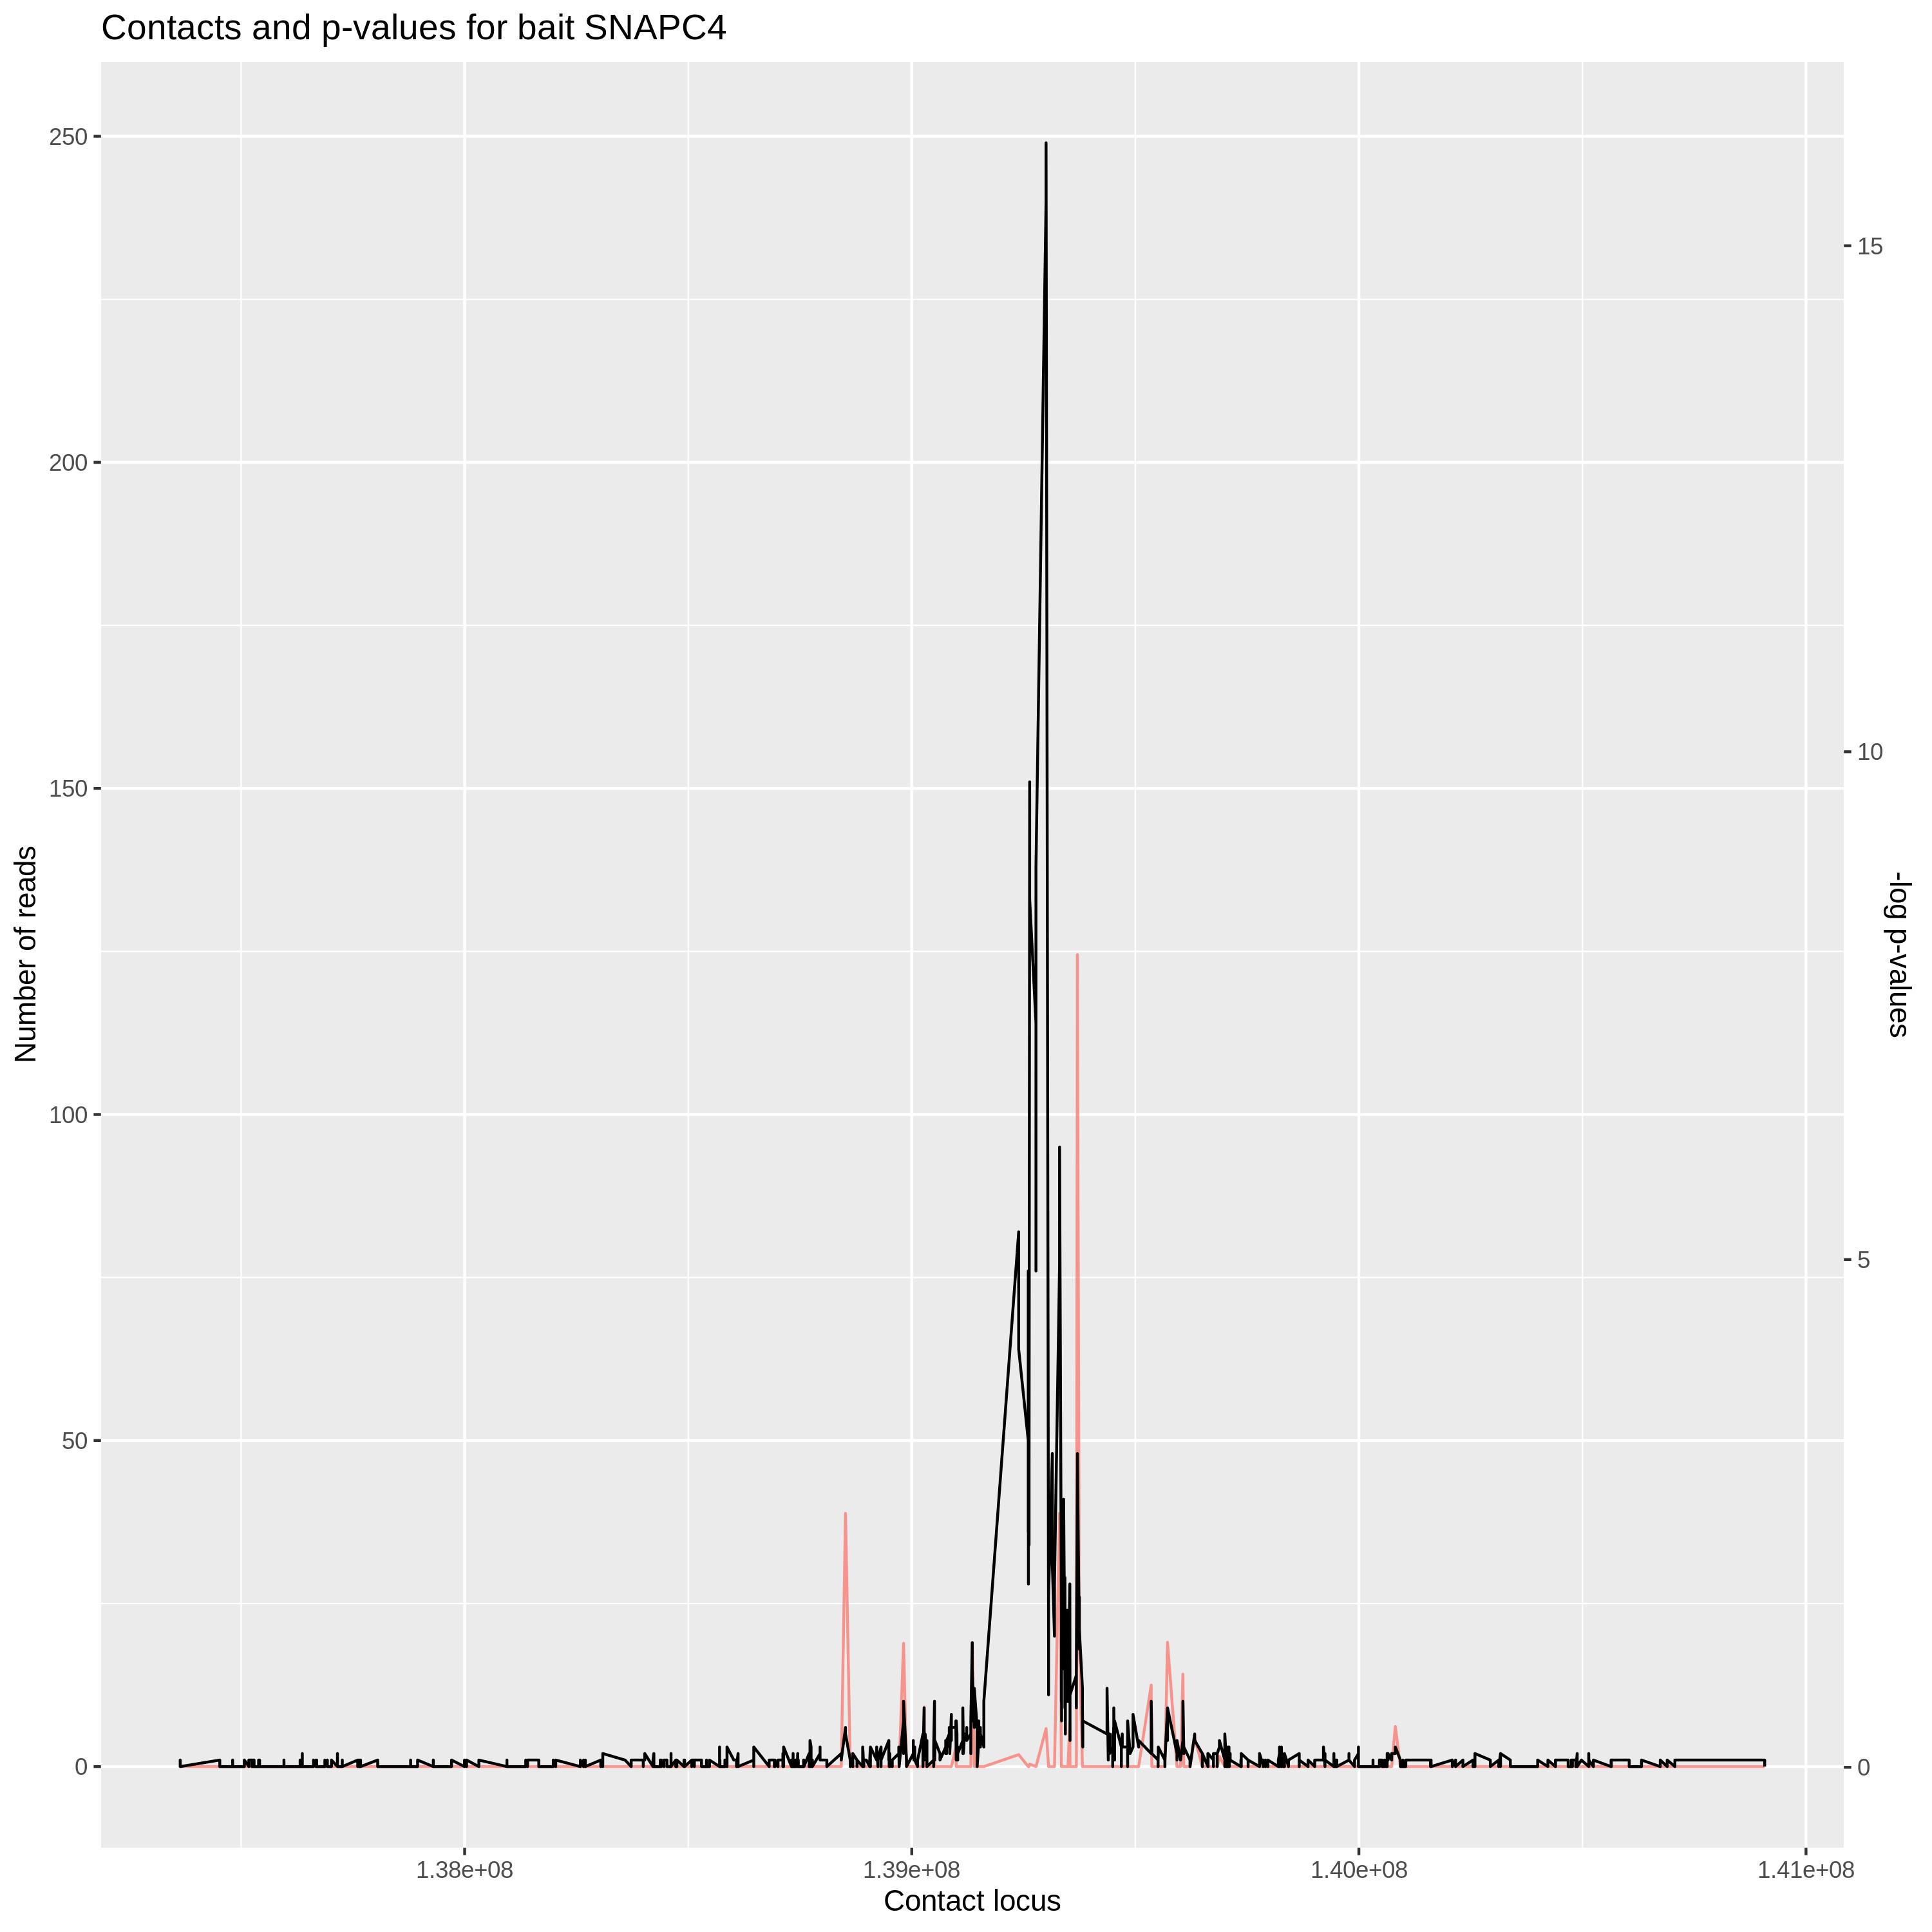 Contacts and p-values for bait SNAPC4
250
200
150
100
50
0
Number of reads
15
10
5
0
-log p-values
1.38e+08
1.39e+08
1.40e+08
1.41e+08
Contact locus